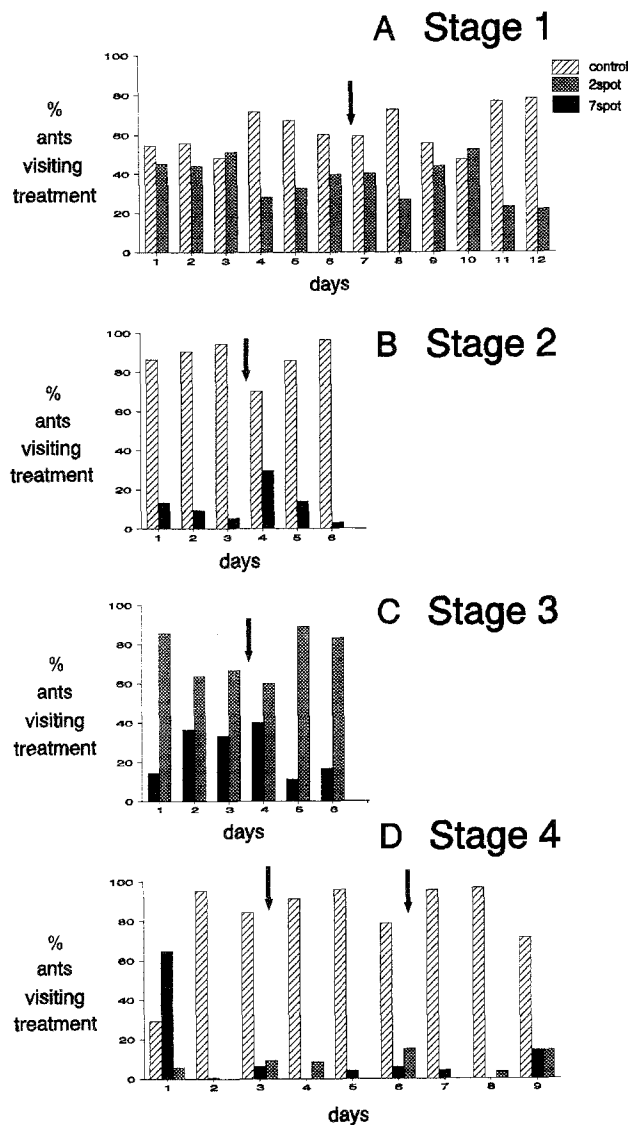 A Stage 1
control
2spot
7spot
%
ants
visiting
treatment
100
80
60
40
20
0
1 2 3 4 5 6 7 8 9 10 11 12
days
B Stage 2
%
ants
visiting
treatment
100
80
60
40
20
0
1 2 3 4 5 6
days
C Stage 3
%
ants
visiting
treatment
100
80
60
40
20
0
1 2 3 4 5 6
days
D Stage 4
%
ants
visiting
treatment
100
80
60
40
20
0
1 2 3 4 5 6 7 8 9
days